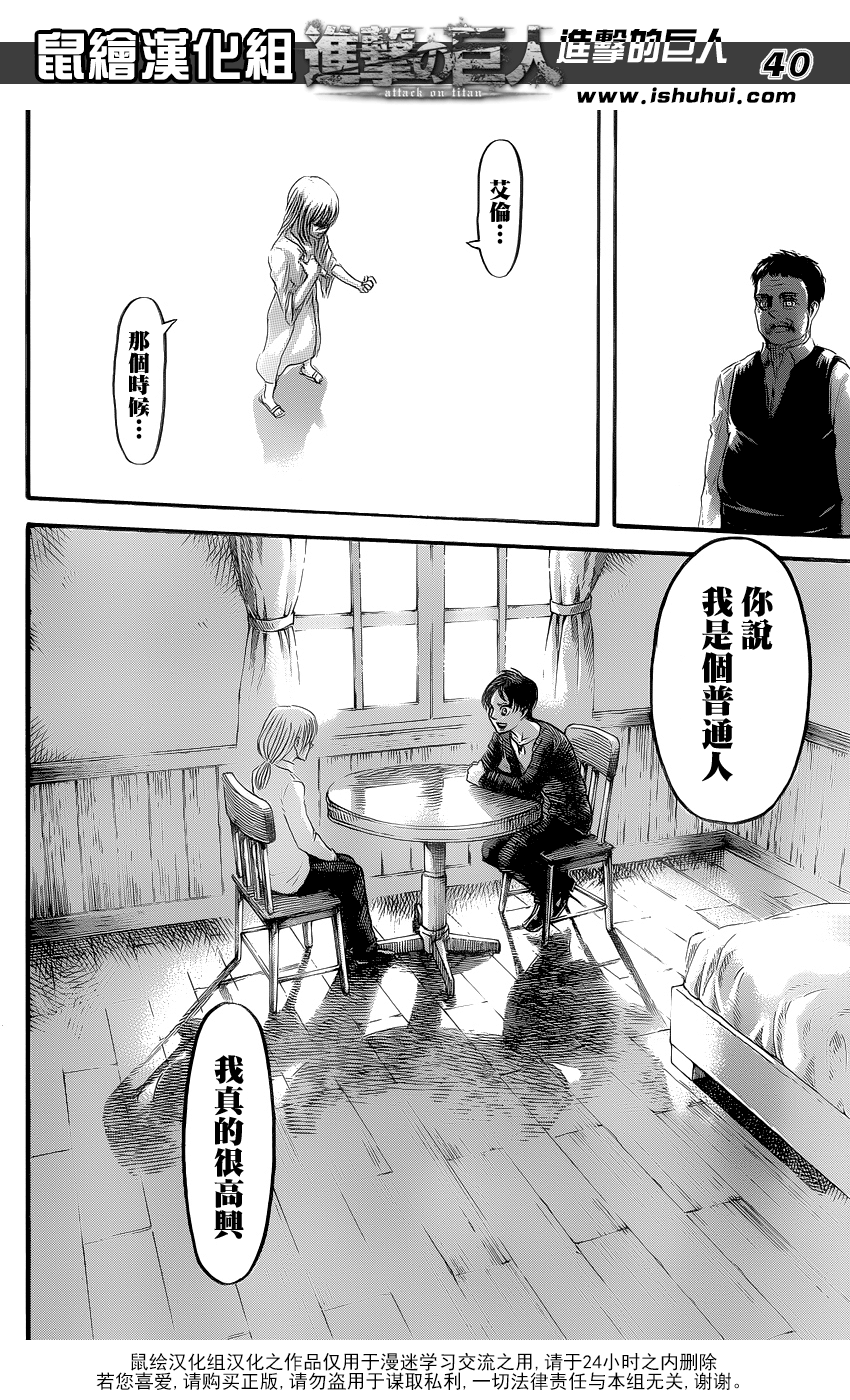 鼠繪漢化組
進撃の巨人
attack on titan
進擊的巨人
www.ishuhui.com
40
艾倫…
那個時候…
你說
我是個普通人
我真的很高興
鼠绘汉化组汉化之作品仅用于漫迷学习交流之用,请于24小时之内删除
若您喜爱,请购买正版,请勿盗用于谋取私利,一切法律责任与本组无关,谢谢。